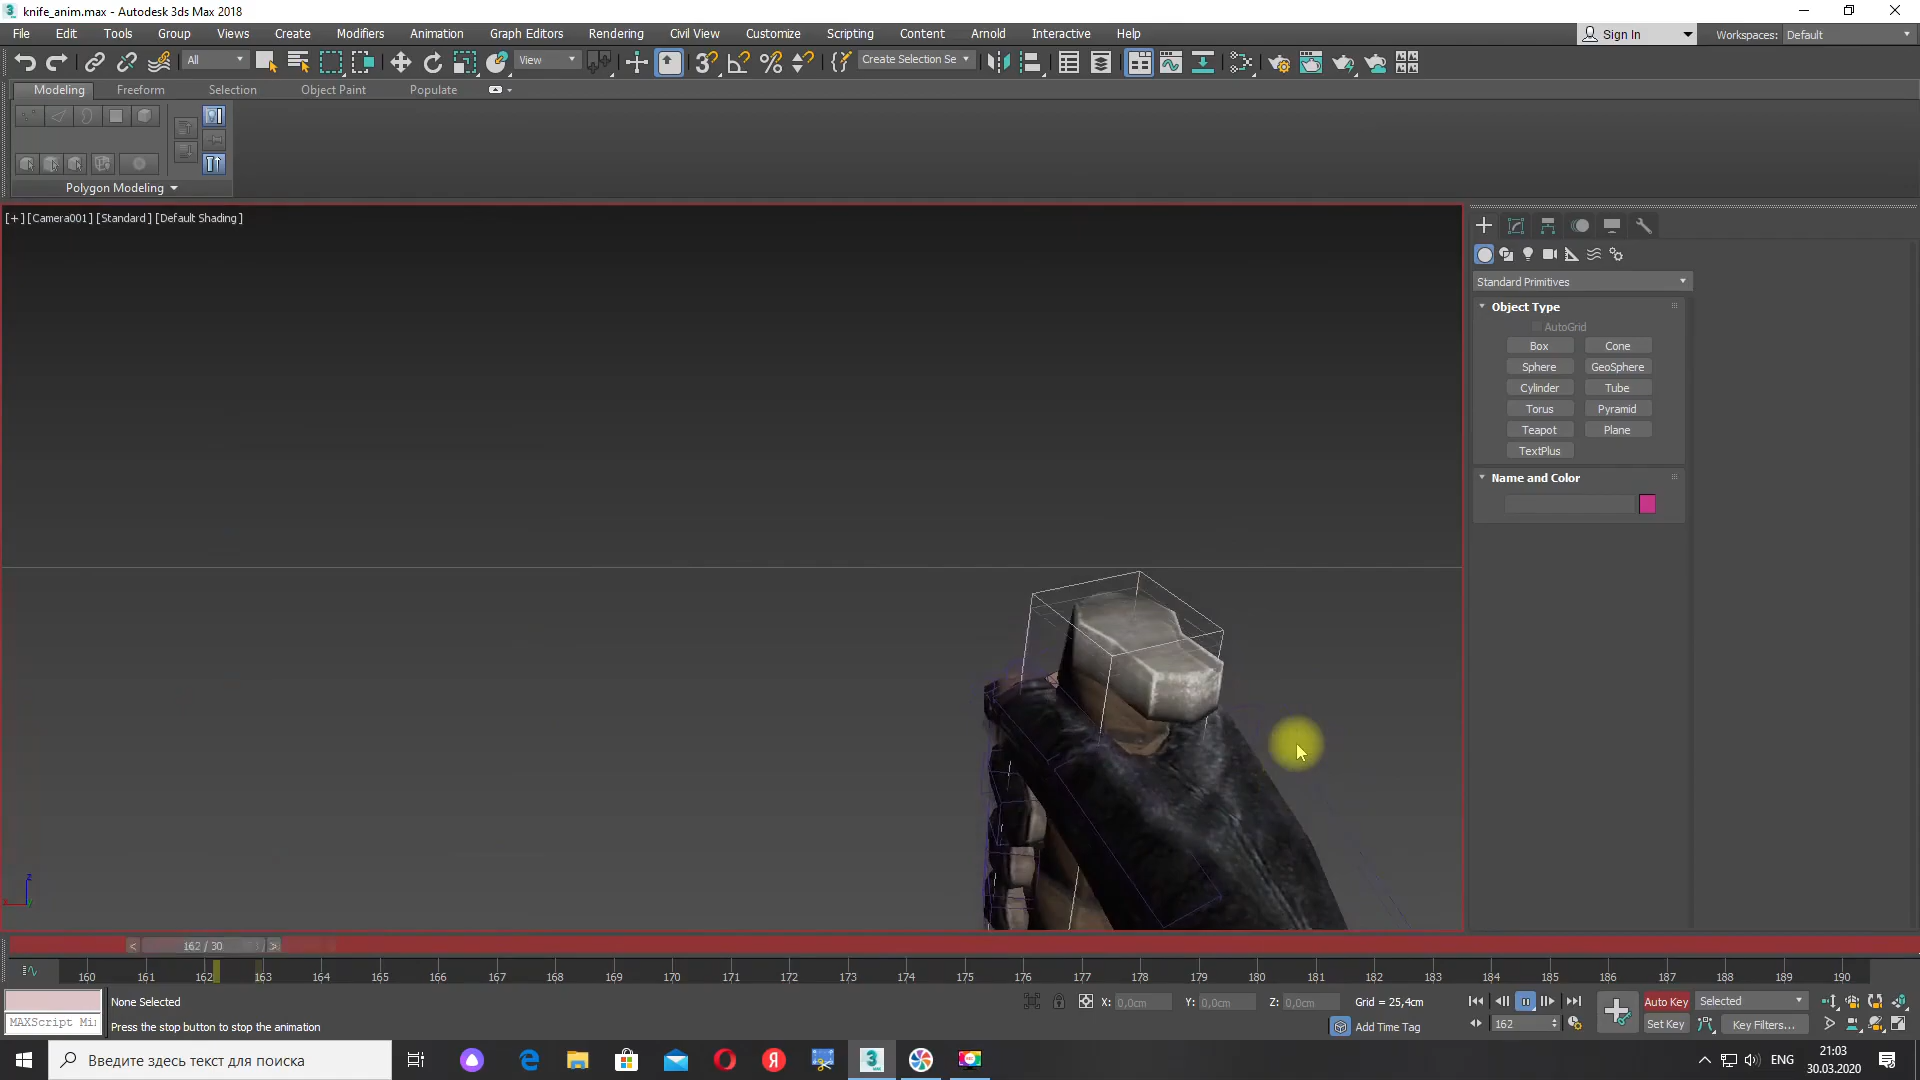 knife_anim.max - Autodesk 3ds Max 2018
File Edit Tools Group Views Create Modifiers Animation Graph Editors Rendering Civil View Customize Scripting Content Arnold Interactive Help
Sign In
Workspaces: Default
All
View
Create Selection Se
Modeling Freeform Selection Object Paint Populate
Polygon Modeling
[+] [Camera001] [Standard] [Default Shading]
Standard Primitives
Object Type
AutoGrid
Box Cone
Sphere GeoSphere
Cylinder Tube
Torus Pyramid
Teapot Plane
TextPlus
Name and Color
z
< 162 / 30 >
160 161 162 163 164 165 166 167 168 169 170 171 172 173 174 175 176 177 178 179 180 181 182 183 184 185 186 187 188 189 190
None Selected
X: 0,0cm Y: 0,0cm Z: 0,0cm Grid = 25,4cm
Auto Key Selected
MAXScript Min
Press the stop button to stop the animation
Add Time Tag
162
Set Key Key Filters...
Введите здесь текст для поиска
ENG
21:03
30.03.2020